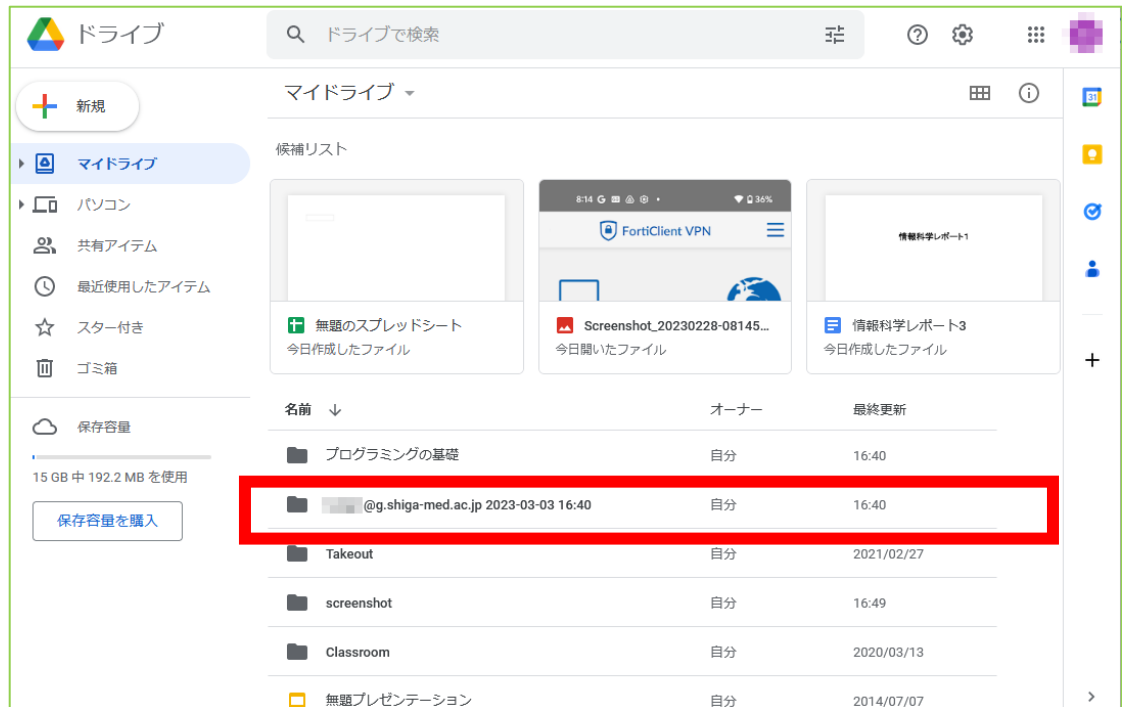 ドライブ
ドライブで検索
新規
マイドライブ
パソコン
共有アイテム
最近使用したアイテム
スター付き
ゴミ箱
保存容量
15 GB 中 192.2 MB を使用
保存容量を購入
マイドライブ
候補リスト
無題のスプレッドシート
今日作成したファイル
8:14 G 36%
FortiClient VPN
Screenshot_20230228-08145...
今日開いたファイル
情報科学レポート1
情報科学レポート3
今日作成したファイル
31
名前 ↓ オーナー 最終更新
プログラミングの基礎 自分 16:40
@g.shiga-med.ac.jp 2023-03-03 16:40 自分 16:40
Takeout 自分 2021/02/27
screenshot 自分 16:49
Classroom 自分 2020/03/13
無題プレゼンテーション 自分 2014/07/07